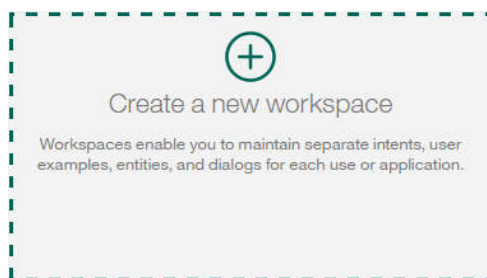 Create a new workspace
Workspaces enable you to maintain separate intents, user
examples, entities, and dialogs for each use or application.